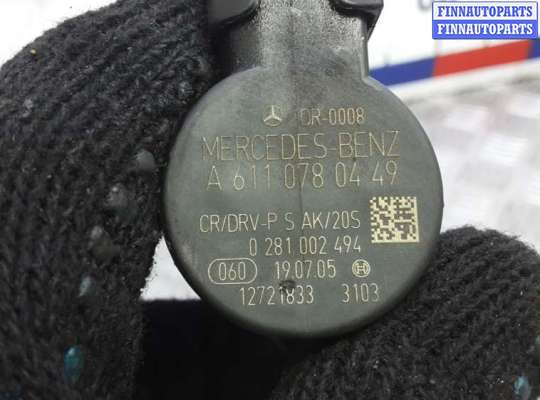 FINNAUTOPARTS
FINNAUTOPARTS
DR-0008
MERCEDES-BENZ
A 611 078 04 49
CR/DRV-P S AK/20S
0 281 002 494
060 19.07.05
12721833 3103